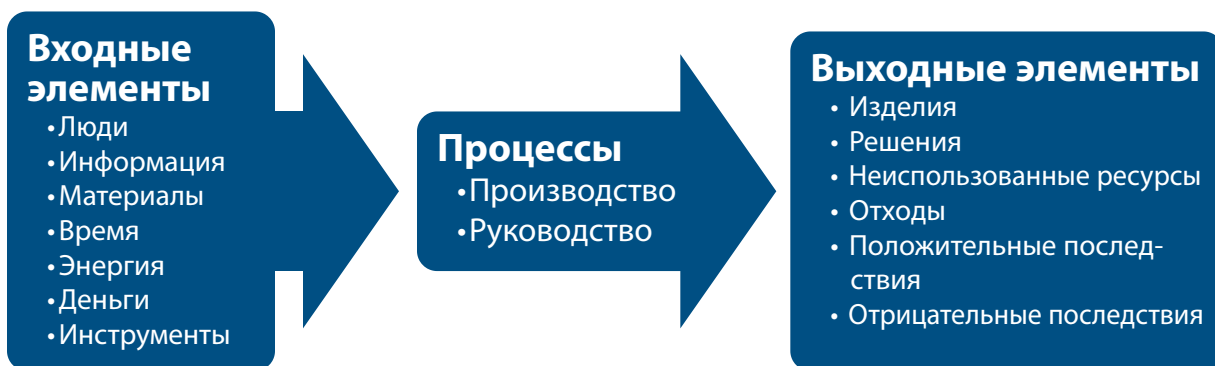 Входные
элементы
•Люди
•Информация
•Материалы
•Время
•Энергия
•Деньги
•Инструменты
Процессы
•Производство
•Руководство
Выходные элементы
• Изделия
• Решения
• Неиспользованные ресурсы
• Отходы
• Положительные послед-
ствия
• Отрицательные последствия